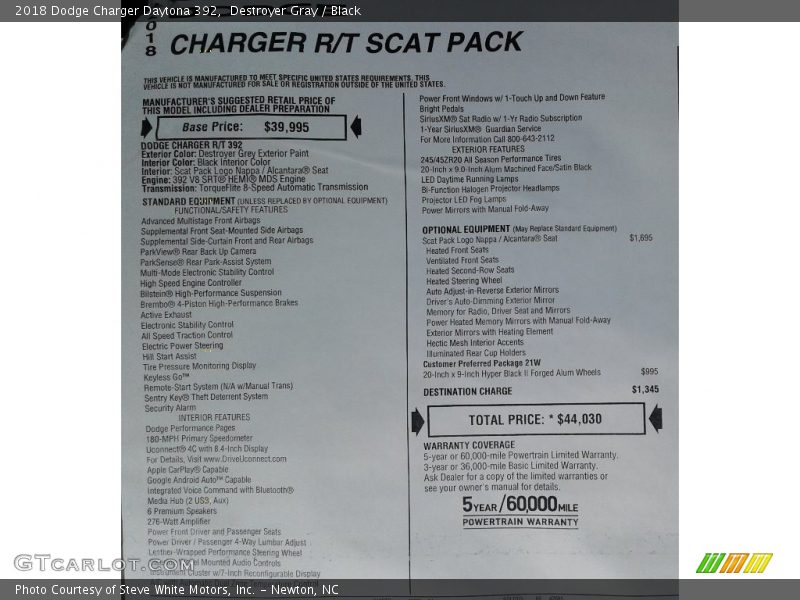 2018 Dodge Charger Daytona 392, Destroyer Gray / Black
2018
CHARGER R/T SCAT PACK
THIS VEHICLE IS MANUFACTURED TO MEET SPECIFIC UNITED STATES REQUIREMENTS. THIS
VEHICLE IS NOT MANUFACTURED FOR SALE OR REGISTRATION OUTSIDE OF THE UNITED STATES.
MANUFACTURER'S SUGGESTED RETAIL PRICE OF
THIS MODEL INCLUDING DEALER PREPARATION
Base Price: $39,995
DODGE CHARGER R/T 392
Exterior Color: Destroyer Grey Exterior Paint
Interior Color: Black Interior Color
Interior: Scat Pack Logo Nappa / Alcantara® Seat
Engine: 392 V8 SRT® HEMI® MDS Engine
Transmission: TorqueFlite 8-Speed Automatic Transmission
STANDARD EQUIPMENT (UNLESS REPLACED BY OPTIONAL EQUIPMENT)
FUNCTIONAL/SAFETY FEATURES
Advanced Multistage Front Airbags
Supplemental Front Seat-Mounted Side Airbags
Supplemental Side-Curtain Front and Rear Airbags
ParkView® Rear Back Up Camera
ParkSense® Rear Park-Assist System
Multi-Mode Electronic Stability Control
High Speed Engine Controller
Bilstein® High-Performance Suspension
Brembo® 4-Piston High-Performance Brakes
Active Exhaust
Electronic Stability Control
All Speed Traction Control
Electric Power Steering
Hill Start Assist
Tire Pressure Monitoring Display
Keyless Go™
Remote-Start System (N/A w/Manual Trans)
Sentry Key® Theft Deterrent System
Security Alarm
INTERIOR FEATURES
Dodge Performance Pages
180-MPH Primary Speedometer
Uconnect® 4C with 8.4-Inch Display
For Details, Visit www.DriveUconnect.com
Apple CarPlay® Capable
Google Android Auto™ Capable
Integrated Voice Command with Bluetooth®
Media Hub (2 USB, Aux)
6 Premium Speakers
276-Watt Amplifier
Power Front Driver and Passenger Seats
Power Driver / Passenger 4-Way Lumbar Adjust
Leather-Wrapped Performance Steering Wheel
Mounted Audio Controls
Instrument Cluster w/7-Inch Reconfigurable Display
Power Front Windows w/ 1-Touch Up and Down Feature
Bright Pedals
SiriusXM® Sat Radio w/ 1-Yr Radio Subscription
1-Year SiriusXM® Guardian Service
For More Information Call 800-643-2112
EXTERIOR FEATURES
245/45ZR20 All Season Performance Tires
20-Inch x 9.0-Inch Alum Machined Face/Satin Black
LED Daytime Running Lamps
Bi-Function Halogen Projector Headlamps
Projector LED Fog Lamps
Power Mirrors with Manual Fold-Away
OPTIONAL EQUIPMENT (May Replace Standard Equipment)
Scat Pack Logo Nappa / Alcantara® Seat $1,695
Heated Front Seats
Ventilated Front Seats
Heated Second-Row Seats
Heated Steering Wheel
Auto Adjust-in-Reverse Exterior Mirrors
Driver's Auto-Dimming Exterior Mirror
Memory for Radio, Driver Seat and Mirrors
Power Heated Memory Mirrors with Manual Fold-Away
Exterior Mirrors with Heating Element
Hectic Mesh Interior Accents
Illuminated Rear Cup Holders
Customer Preferred Package 21W
20-Inch x 9-Inch Hyper Black II Forged Alum Wheels $995
DESTINATION CHARGE $1,345
TOTAL PRICE: * $44,030
WARRANTY COVERAGE
5-year or 60,000-mile Powertrain Limited Warranty.
3-year or 36,000-mile Basic Limited Warranty.
Ask Dealer for a copy of the limited warranties or
see your owner's manual for details.
5YEAR/60,000MILE
POWERTRAIN WARRANTY
GTCARLOT.COM
Photo Courtesy of Steve White Motors, Inc. - Newton, NC